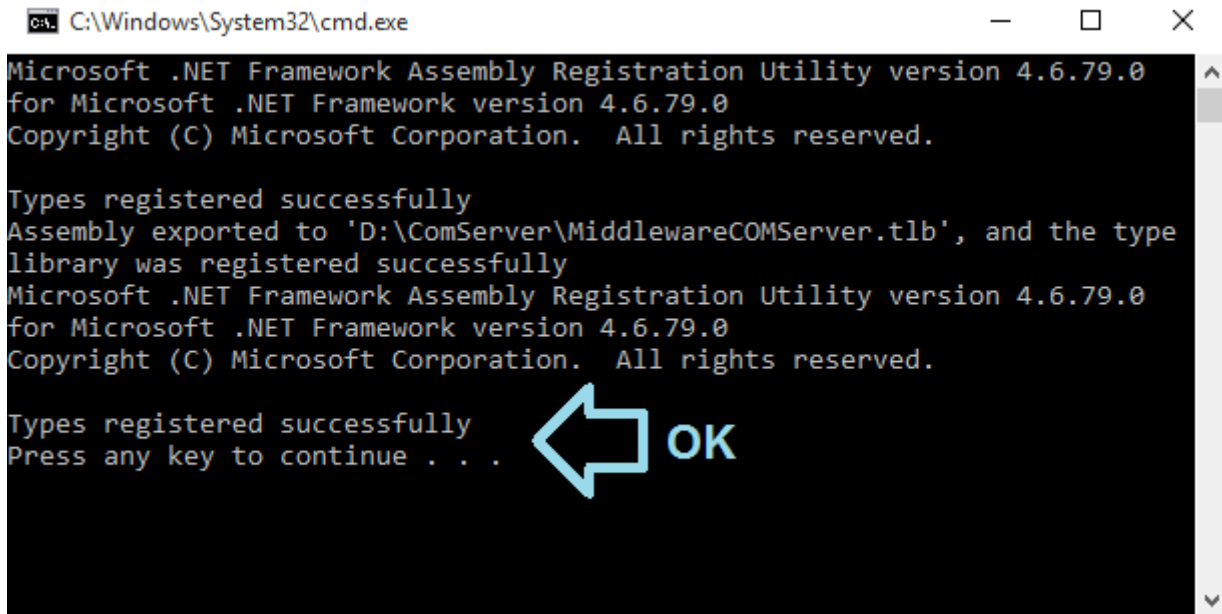 C:\Windows\System32\cmd.exe
Microsoft .NET Framework Assembly Registration Utility version 4.6.79.0
for Microsoft .NET Framework version 4.6.79.0
Copyright (C) Microsoft Corporation.  All rights reserved.
Types registered successfully
Assembly exported to 'D:\ComServer\MiddlewareCOMServer.tlb', and the type
library was registered successfully
Microsoft .NET Framework Assembly Registration Utility version 4.6.79.0
for Microsoft .NET Framework version 4.6.79.0
Copyright (C) Microsoft Corporation.  All rights reserved.
Types registered successfully
OK
Press any key to continue . . .